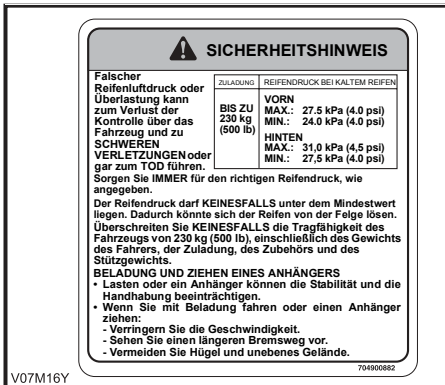 SICHERHEITSHINWEIS
Falscher
Reifenluftdruck oder
Überlastung kann
zum Verlust der
Kontrolle über das
Fahrzeug und zu
SCHWEREN
VERLETZUNGEN oder
gar zum TOD führen.
ZULADUNG
REIFENDRUCK BEI KALTEM REIFEN
BIS ZU
230 kg
(500 lb)
VORN
MAX.: 27.5 kPa (4.0 psi)
MIN.: 24.0 kPa (4.0 psi)
HINTEN
MAX.: 31,0 kPa (4,5 psi)
MIN.: 27,5 kPa (4.0 psi)
Sorgen Sie IMMER für den richtigen Reifendruck, wie
angegeben.
Der Reifendruck darf KEINESFALLS unter dem Mindestwert
liegen. Dadurch könnte sich der Reifen von der Felge lösen.
Überschreiten Sie KEINESFALLS die Tragfähigkeit des
Fahrzeugs von 230 kg (500 lb), einschließlich des Gewichts
des Fahrers, der Zuladung, des Zubehörs und des
Stützgewichts.
BELADUNG UND ZIEHEN EINES ANHÄNGERS
• Lasten oder ein Anhänger können die Stabilität und die
Handhabung beeinträchtigen.
• Wenn Sie mit Beladung fahren oder einen Anhänger
ziehen:
- Verringern Sie die Geschwindigkeit.
- Sehen Sie einen längeren Bremsweg vor.
- Vermeiden Sie Hügel und unebenes Gelände.
704900882
V07M16Y